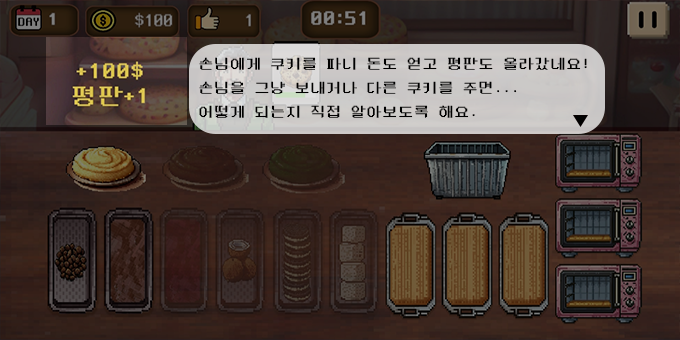 DAY 1
$100
1
00:51
+100$
평판+1
손님에게 쿠키를 파니 돈도 얻고 평판도 올라갔네요!
손님을 그냥 보내거나 다른 쿠키를 주면...
어떻게 되는지 직접 알아보도록 해요.